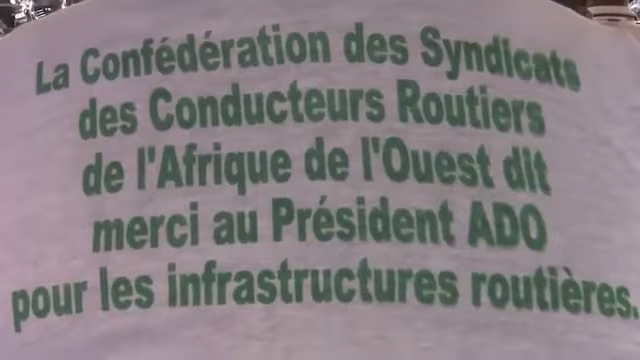 La Confédération des Syndicats
des Conducteurs Routiers
de l'Afrique de l'Ouest dit
merci au Président ADO
pour les infrastructures routières.